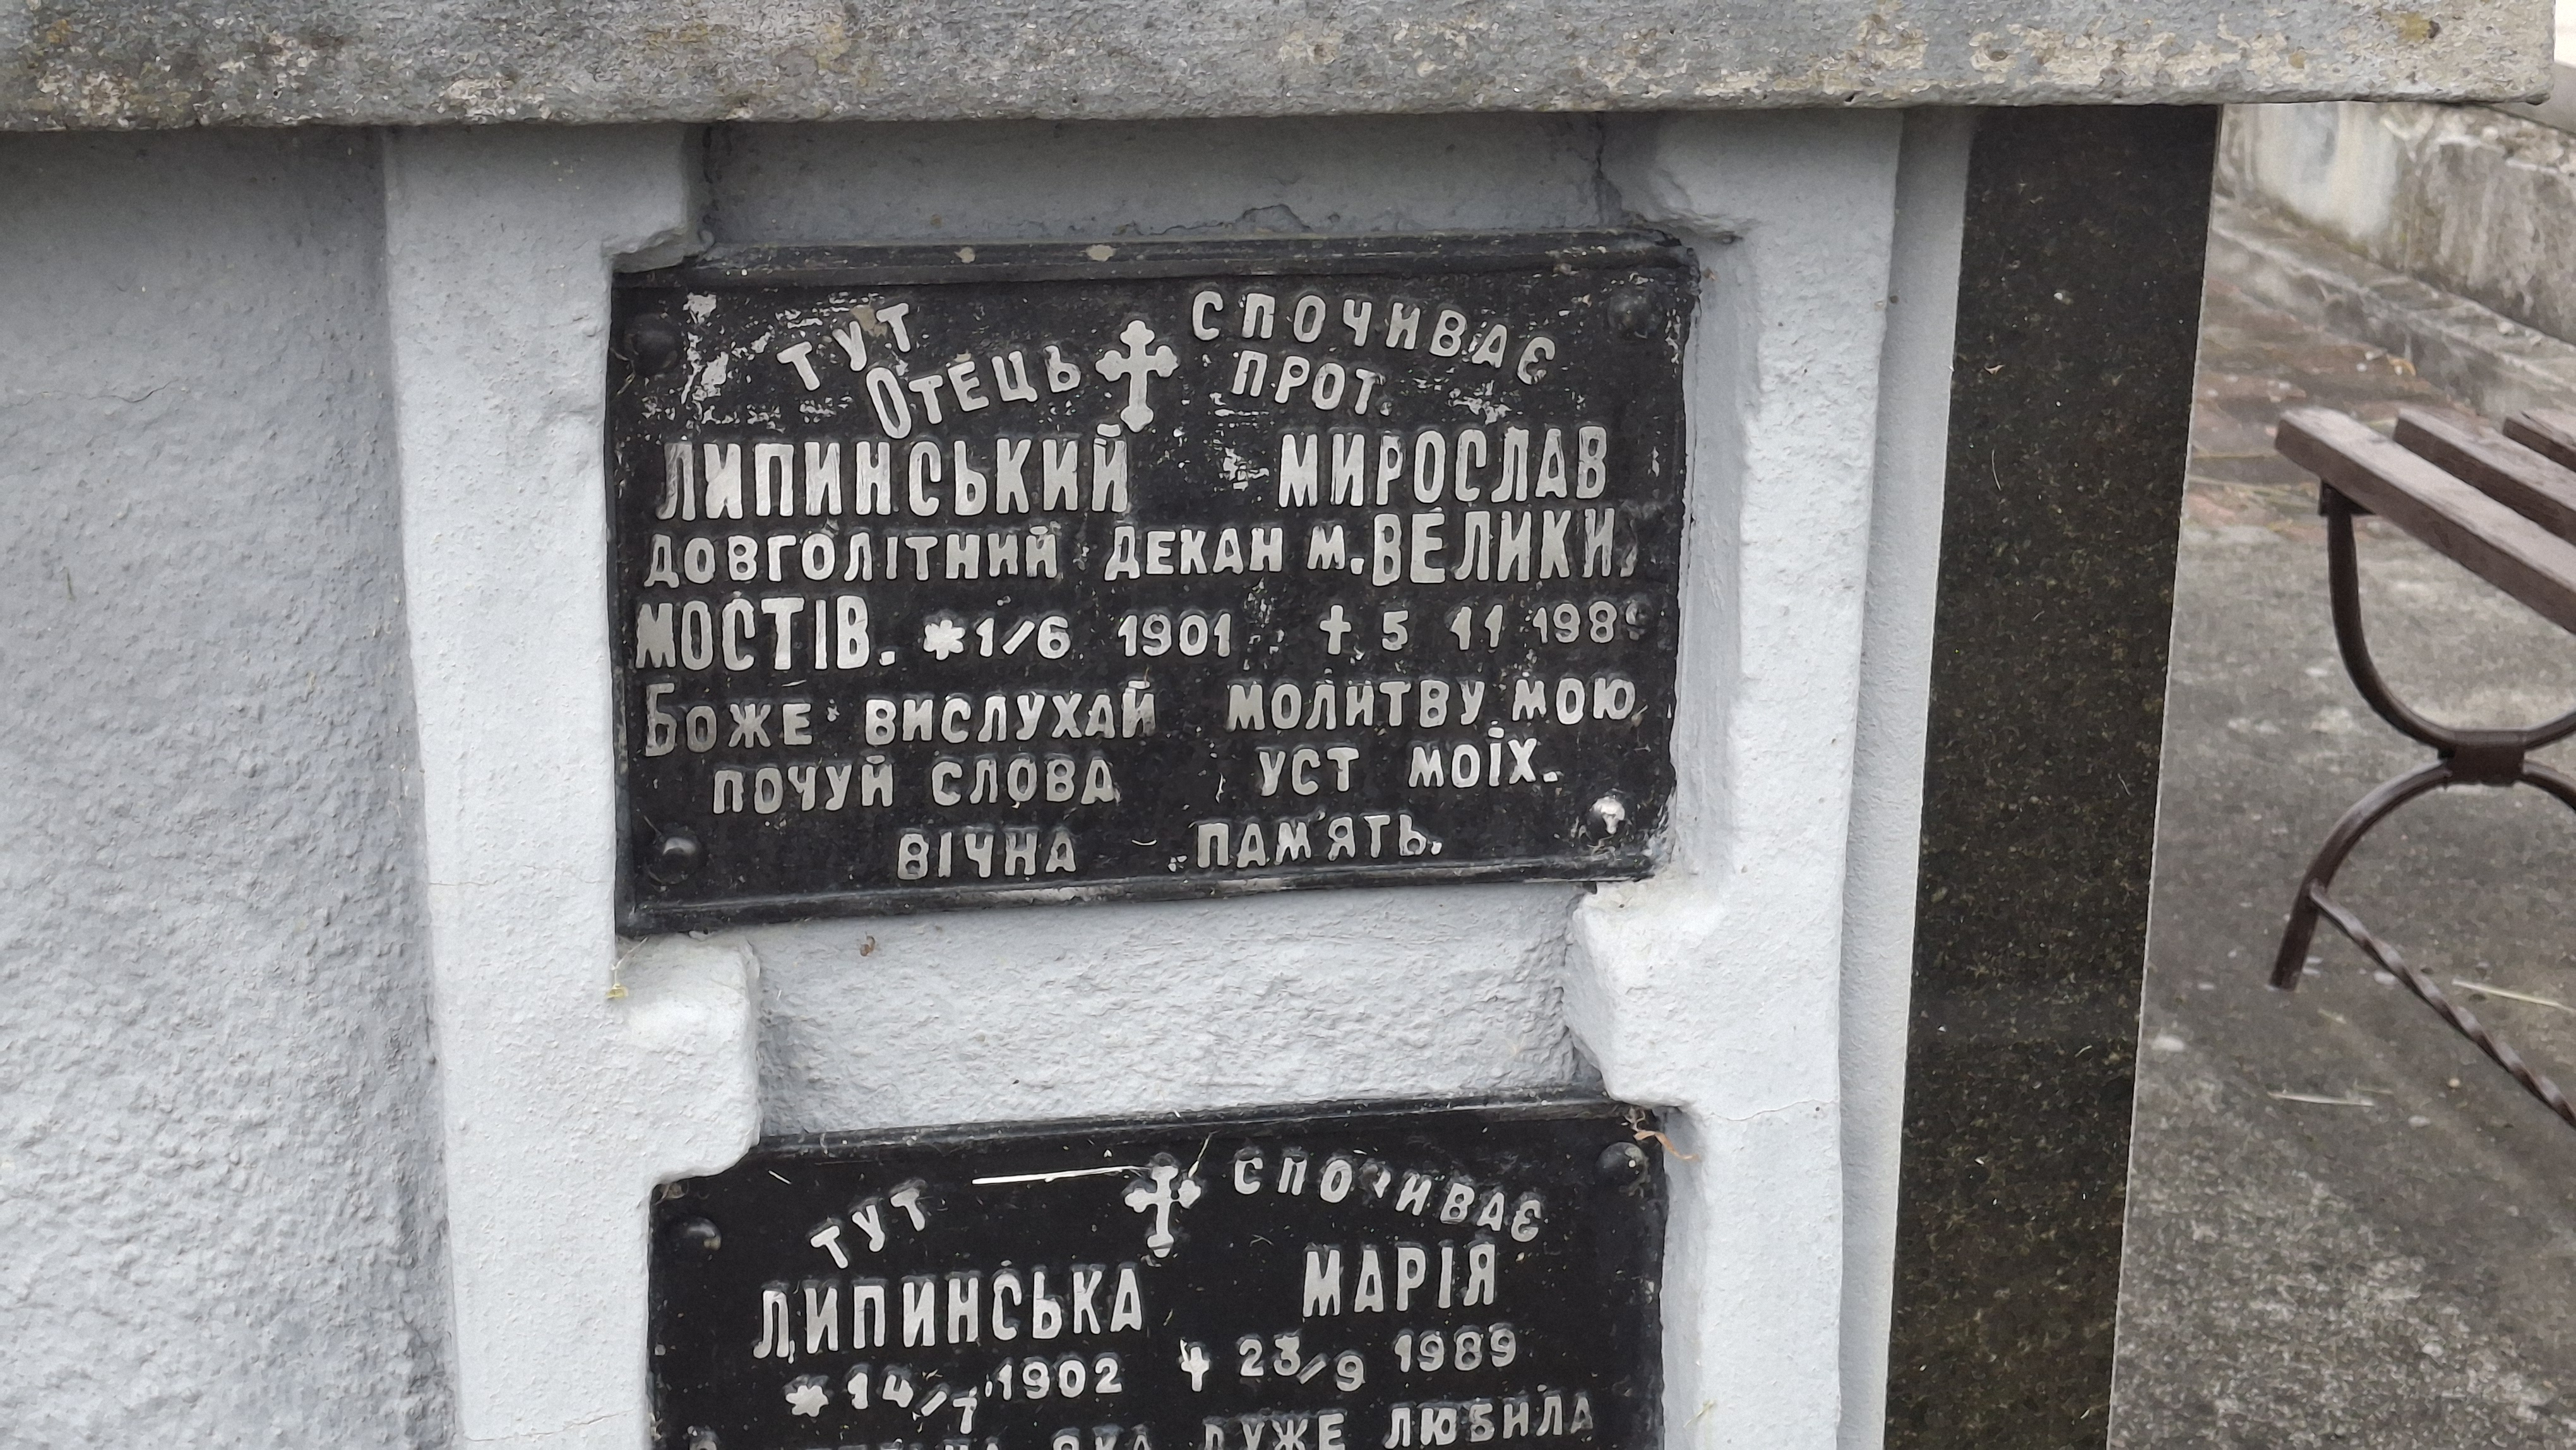 ТУТ СПОЧИВАЄ
ОТЕЦЬ ПРОТ.
ЛИПИНСЬКИЙ МИРОСЛАВ
ДОВГОЛІТНИЙ ДЕКАН М. ВЕЛИКИ.
МОСТІВ. *1/6 1901 † 5 11
БОЖЕ ВИСЛУХАЙ МОЛИТВУ МОЮ
ПОЧУЙ СЛОВА УСТ МОЇХ.
ВІЧНА ПАМ'ЯТЬ.
ТУТ СПОЧИВАЄ
ЛИПИНСЬКА МАРІЯ
*14/7 1902 † 23/9 1989
ЯКА ДУЖЕ ЛЮБИЛА